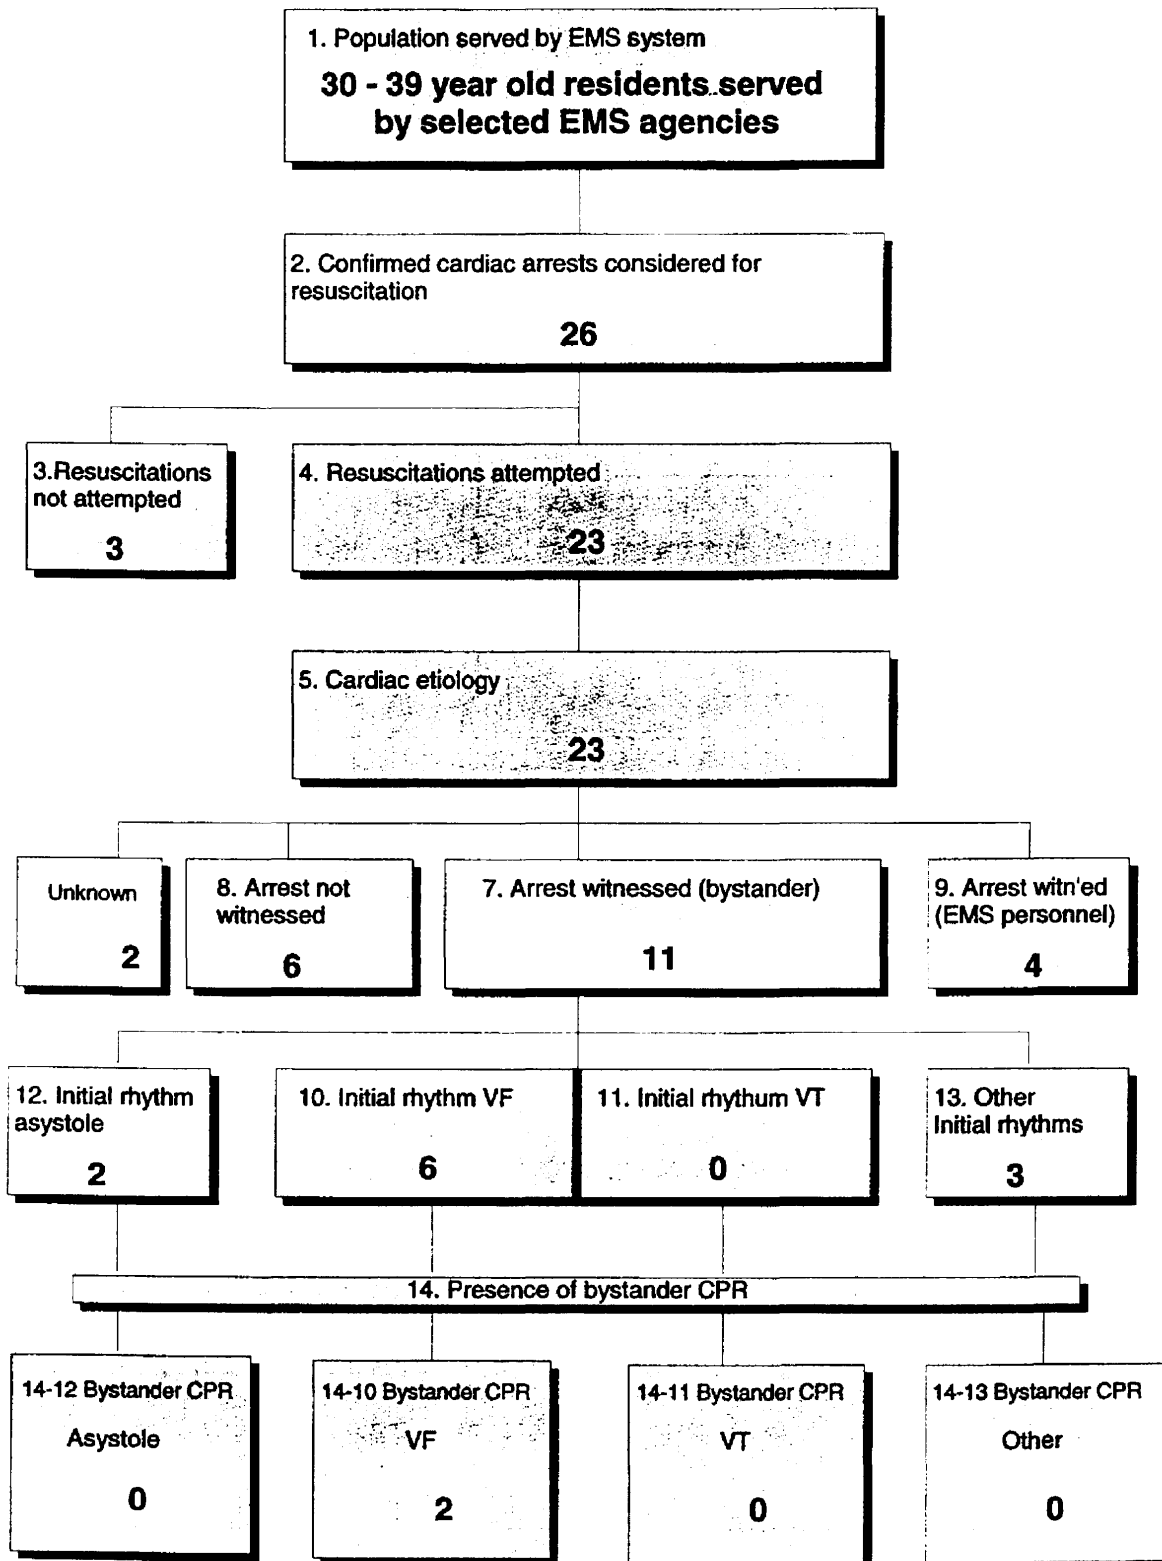 1. Population served by EMS system
30 - 39 year old residents served
by selected EMS agencies
2. Confirmed cardiac arrests considered for
resuscitation
26
3.Resuscitations
not attempted
3
4. Resuscitations attempted
23
5. Cardiac etiology
23
Unknown
2
8. Arrest not
witnessed
6
7. Arrest witnessed (bystander)
11
9. Arrest witn'ed
(EMS personnel)
4
12. Initial rhythm
asystole
2
10. Initial rhythm VF
6
11. Initial rhythum VT
0
13. Other
Initial rhythms
3
14. Presence of bystander CPR
14-12 Bystander CPR
Asystole
0
14-10 Bystander CPR
VF
2
14-11 Bystander CPR
VT
0
14-13 Bystander CPR
Other
0